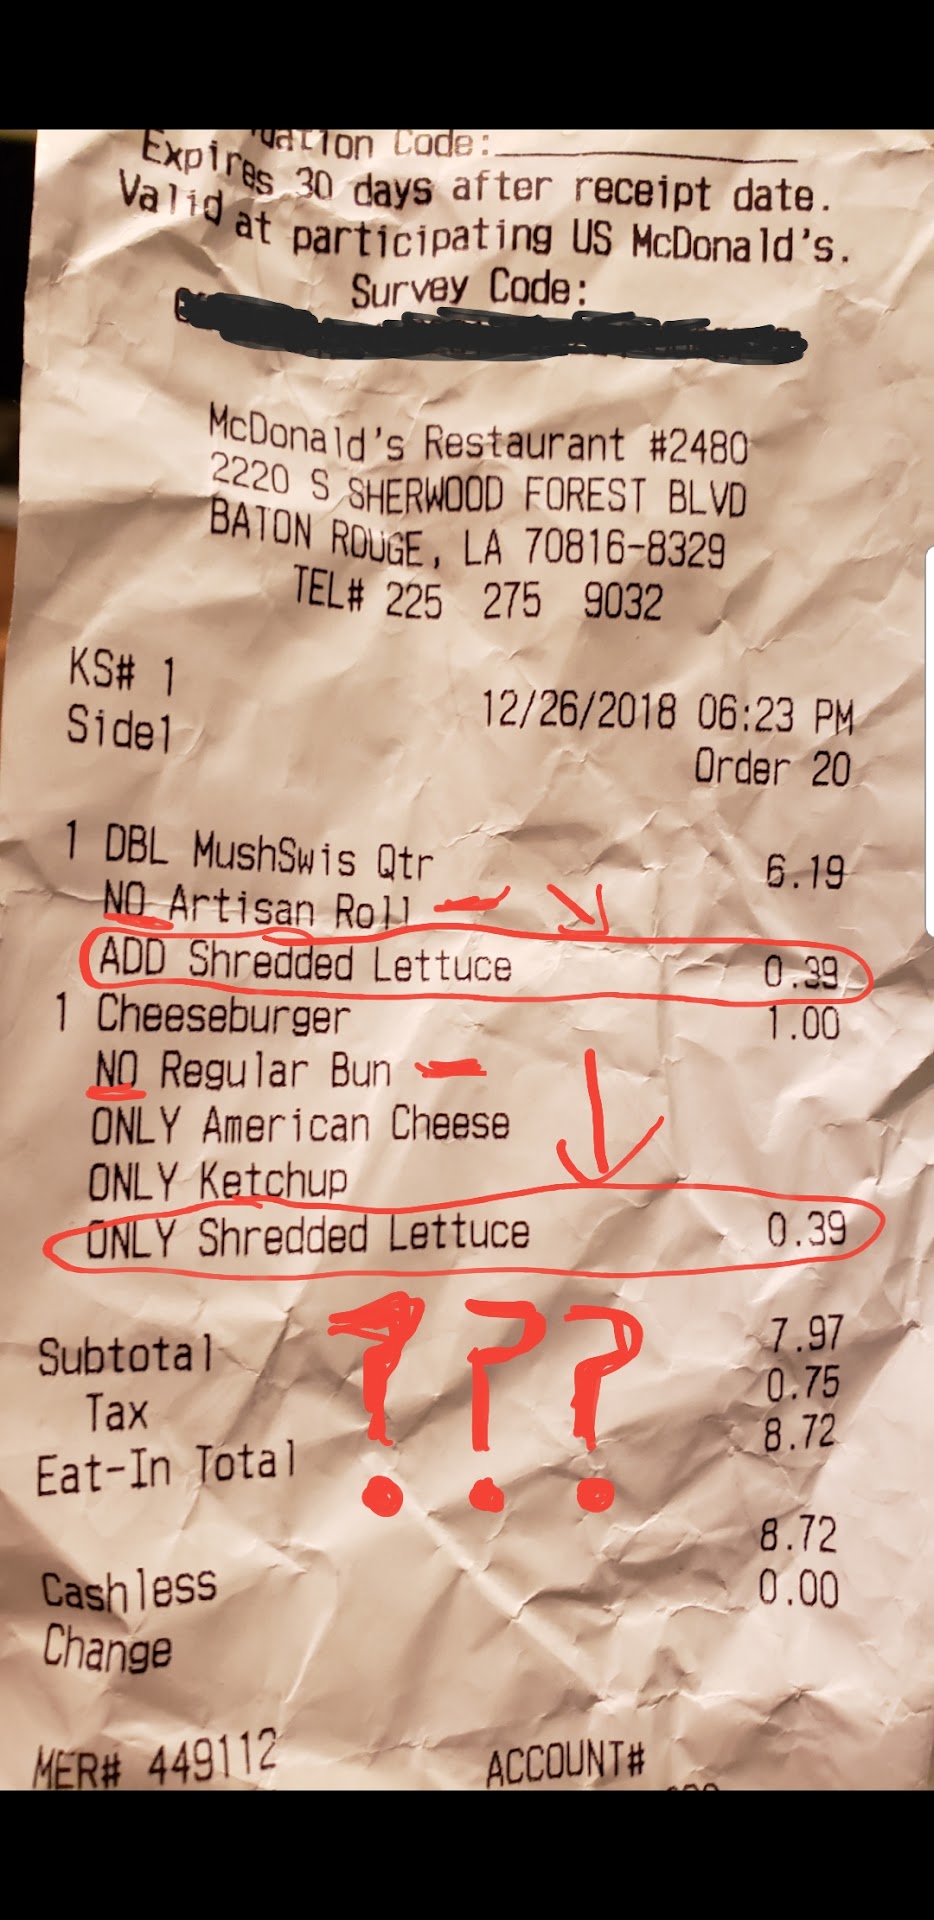 uation Code:
Expires 30 days after receipt date.
Valid at participating US McDonald's.
Survey Code:
McDonald's Restaurant #2480
2220 S SHERWOOD FOREST BLVD
BATON ROUGE, LA 70816-8329
TEL# 225 275 9032
KS# 1
Side1 12/26/2018 06:23 PM
Order 20
1 DBL MushSwis Qtr 6.19
NO Artisan Roll
ADD Shredded Lettuce 0.39
1 Cheeseburger 1.00
NO Regular Bun
ONLY American Cheese
ONLY Ketchup
ONLY Shredded Lettuce 0.39
???
Subtotal 7.97
Tax 0.75
Eat-In Total 8.72
Cashless 8.72
Change 0.00
MER# 449112 ACCOUNT#